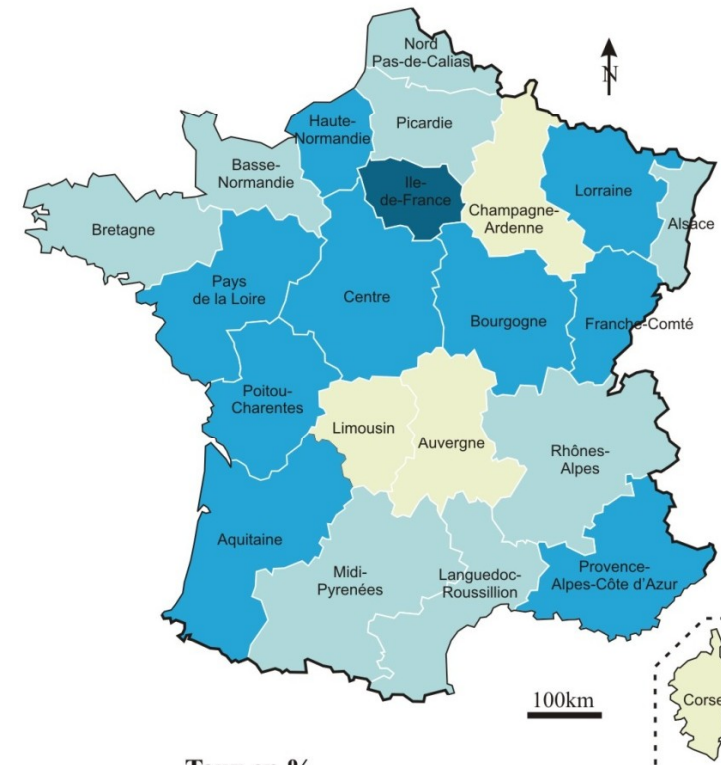 Nord
Pas-de-Calias
N
Haute-
Normandie
Picardie
Basse-
Normandie
Ile-
de-France
Lorraine
Champagne-
Ardenne
Alsace
Bretagne
Pays
de la Loire
Centre
Bourgogne
Franche-Comté
Poitou-
Charentes
Limousin
Auvergne
Rhônes-
Alpes
Aquitaine
Midi-
Pyrenées
Languedoc-
Roussillion
Provence-
Alpes-Côte d'Azur
100km
Corse